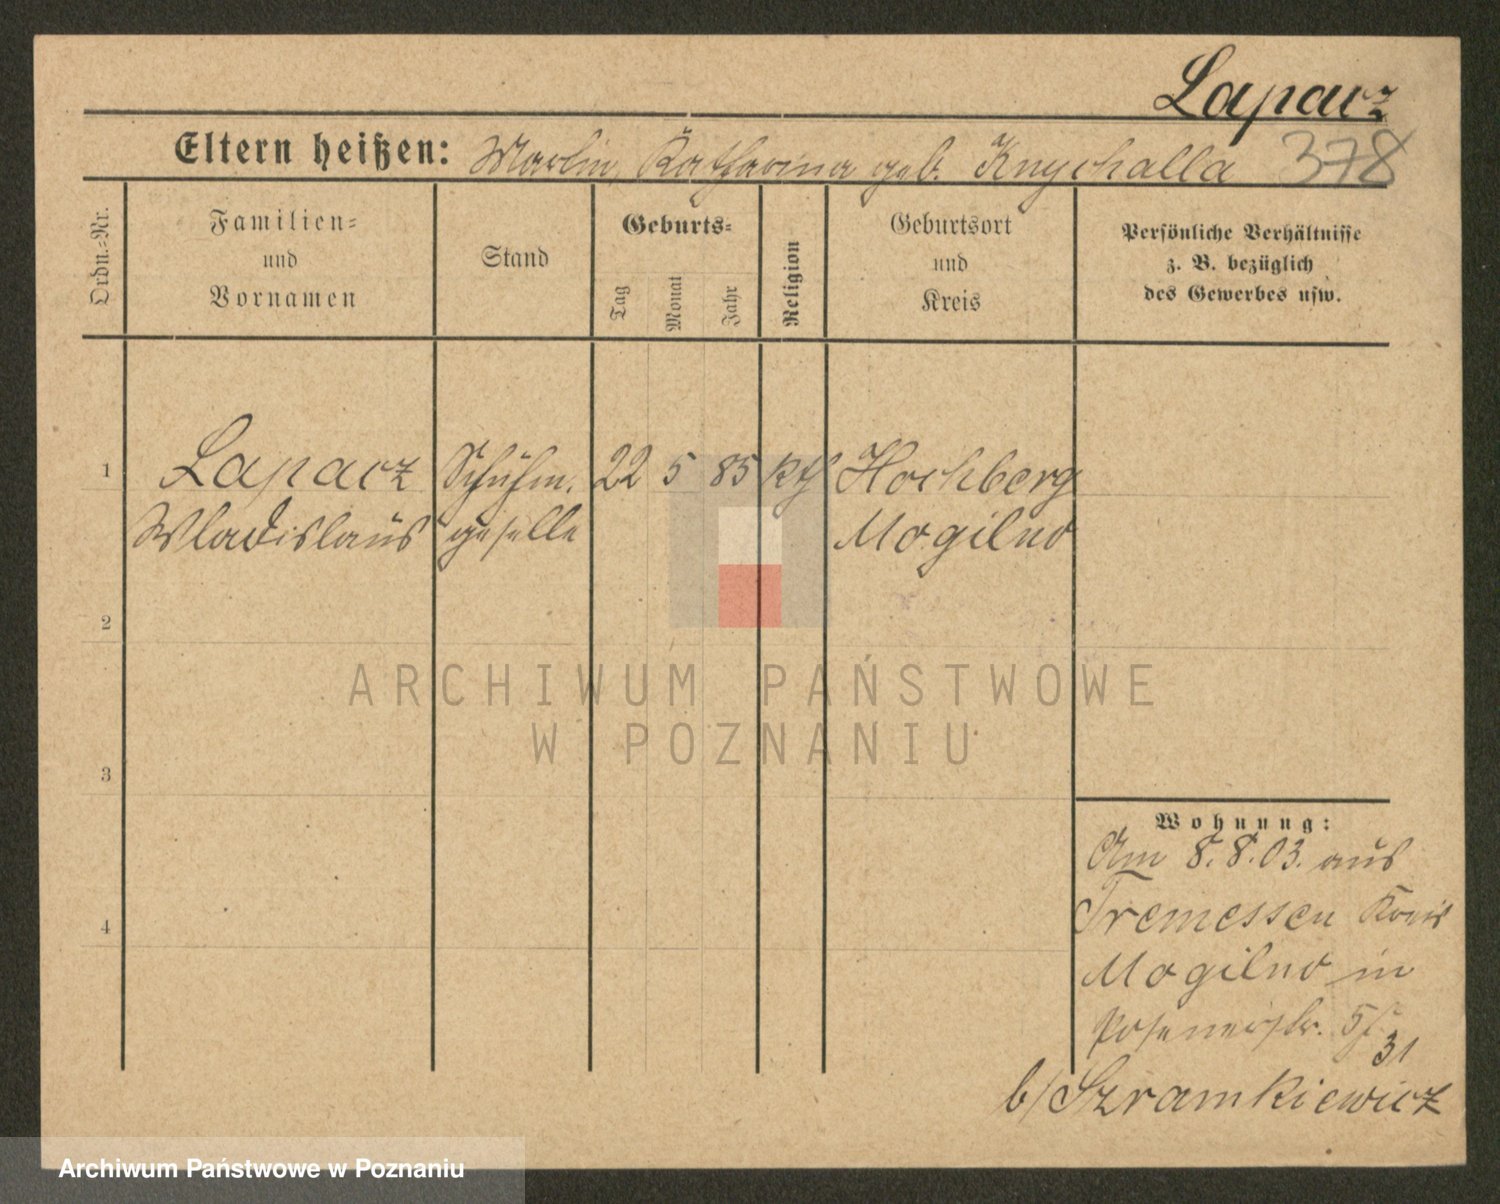 Lapacz
Eltern heißen: Martin, Katharina geb. Knychalla 378
Ordn.=Nr.
Familien=
und
Vornamen
Stand
Geburts=
Tag
Monat
Jahr
Religion
Geburtsort
und
Kreis
Persönliche Verhältnisse
z. B. bezüglich
des Gewerbes usw.
1 Lapacz Schuhm. 22 5 85 kth Hochberg
Wladislaus geselle Mogilno
2
3
4
ARCHIWUM PAŃSTWOWE
W POZNANIU
Wohnung:
Am 8.8.03. aus
Tremessen Kreis
Mogilno in
Posenerstr.
31
b/Szramkiewicz
Archiwum Państwowe w Poznaniu